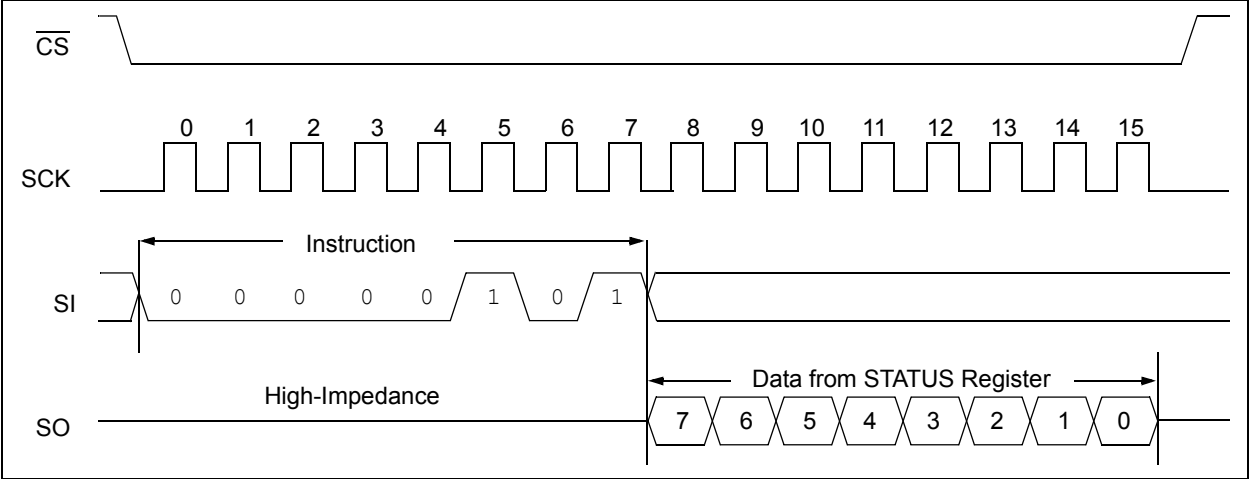 CS
0 1 2 3 4 5 6 7 8 9 10 11 12 13 14 15
SCK
Instruction
SI 0 0 0 0 0 1 0 1
Data from STATUS Register
High-Impedance
SO 7 6 5 4 3 2 1 0